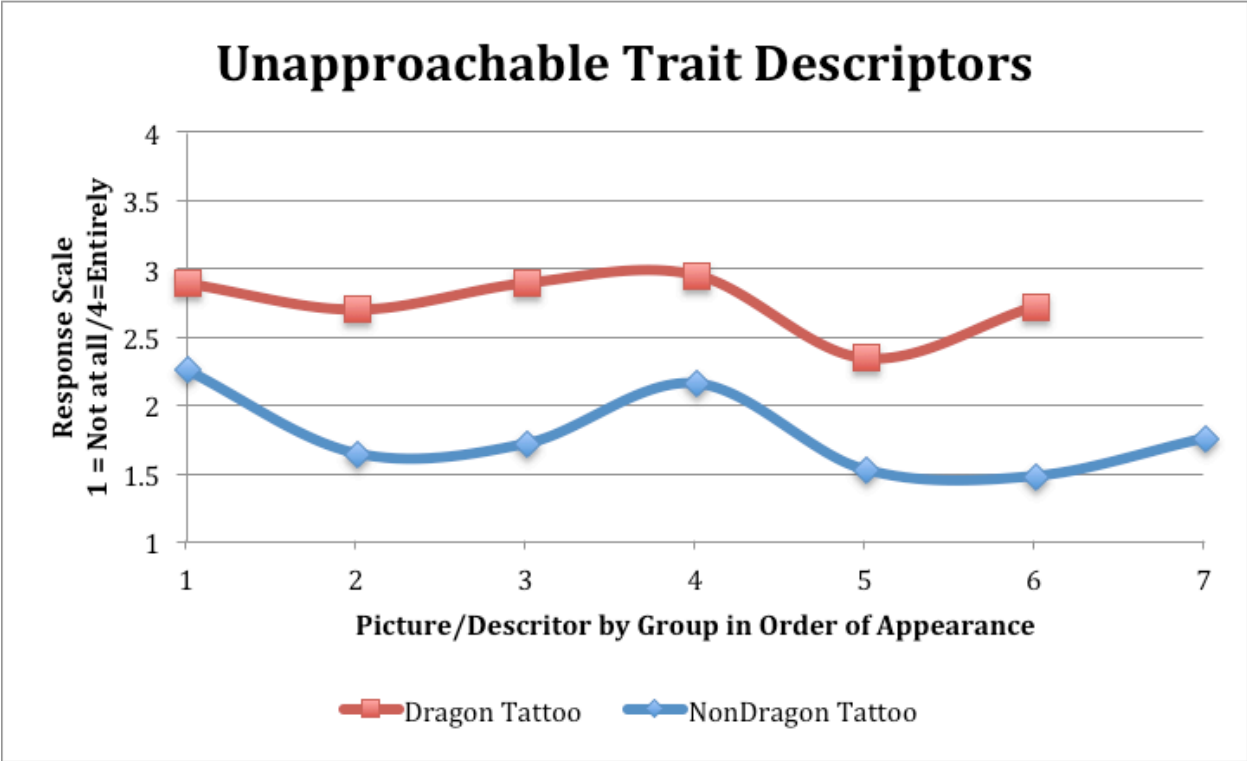 Unapproachable Trait Descriptors
Response Scale
1 = Not at all/4=Entirely
4
3.5
3
2.5
2
1.5
1
1 2 3 4 5 6 7
Picture/Descritor by Group in Order of Appearance
Dragon Tattoo NonDragon Tattoo